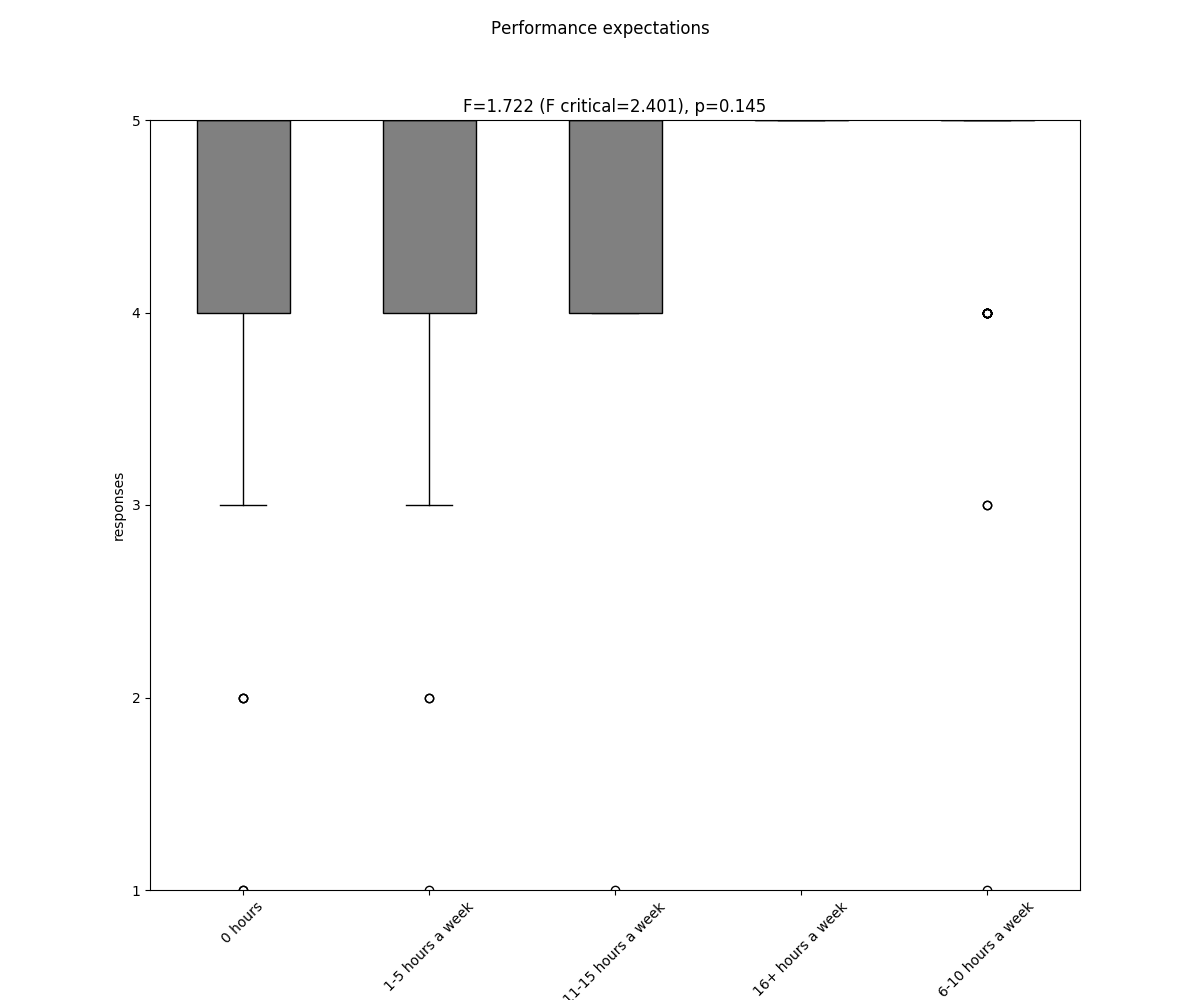 Performance expectations
F=1.722 (F critical=2.401), p=0.145
5
4
3
2
1
responses
0 hours
1-5 hours a week
11-15 hours a week
16+ hours a week
6-10 hours a week